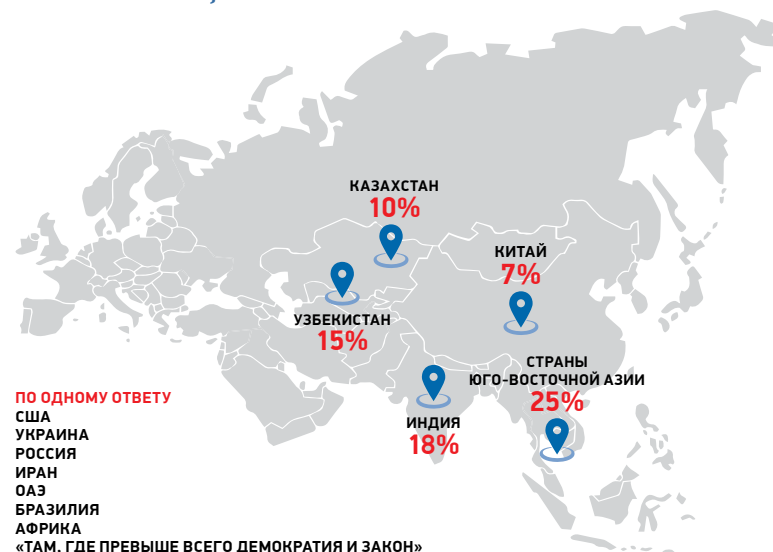 КАЗАХСТАН
10%
КИТАЙ
7%
УЗБЕКИСТАН
15%
СТРАНЫ
ЮГО-ВОСТОЧНОЙ АЗИИ
25%
ИНДИЯ
18%
ПО ОДНОМУ ОТВЕТУ
США
УКРАИНА
РОССИЯ
ИРАН
ОАЭ
БРАЗИЛИЯ
АФРИКА
«ТАМ, ГДЕ ПРЕВЫШЕ ВСЕГО ДЕМОКРАТИЯ И ЗАКОН»